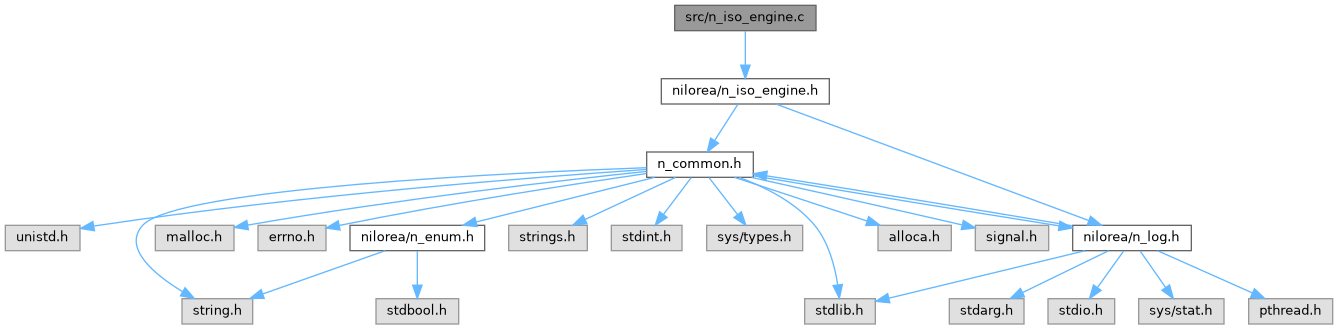 src/n_iso_engine.c
nilorea/n_iso_engine.h
n_common.h
unistd.h
malloc.h
errno.h
nilorea/n_enum.h
strings.h
stdint.h
sys/types.h
alloca.h
signal.h
nilorea/n_log.h
string.h
stdbool.h
stdlib.h
stdarg.h
stdio.h
sys/stat.h
pthread.h